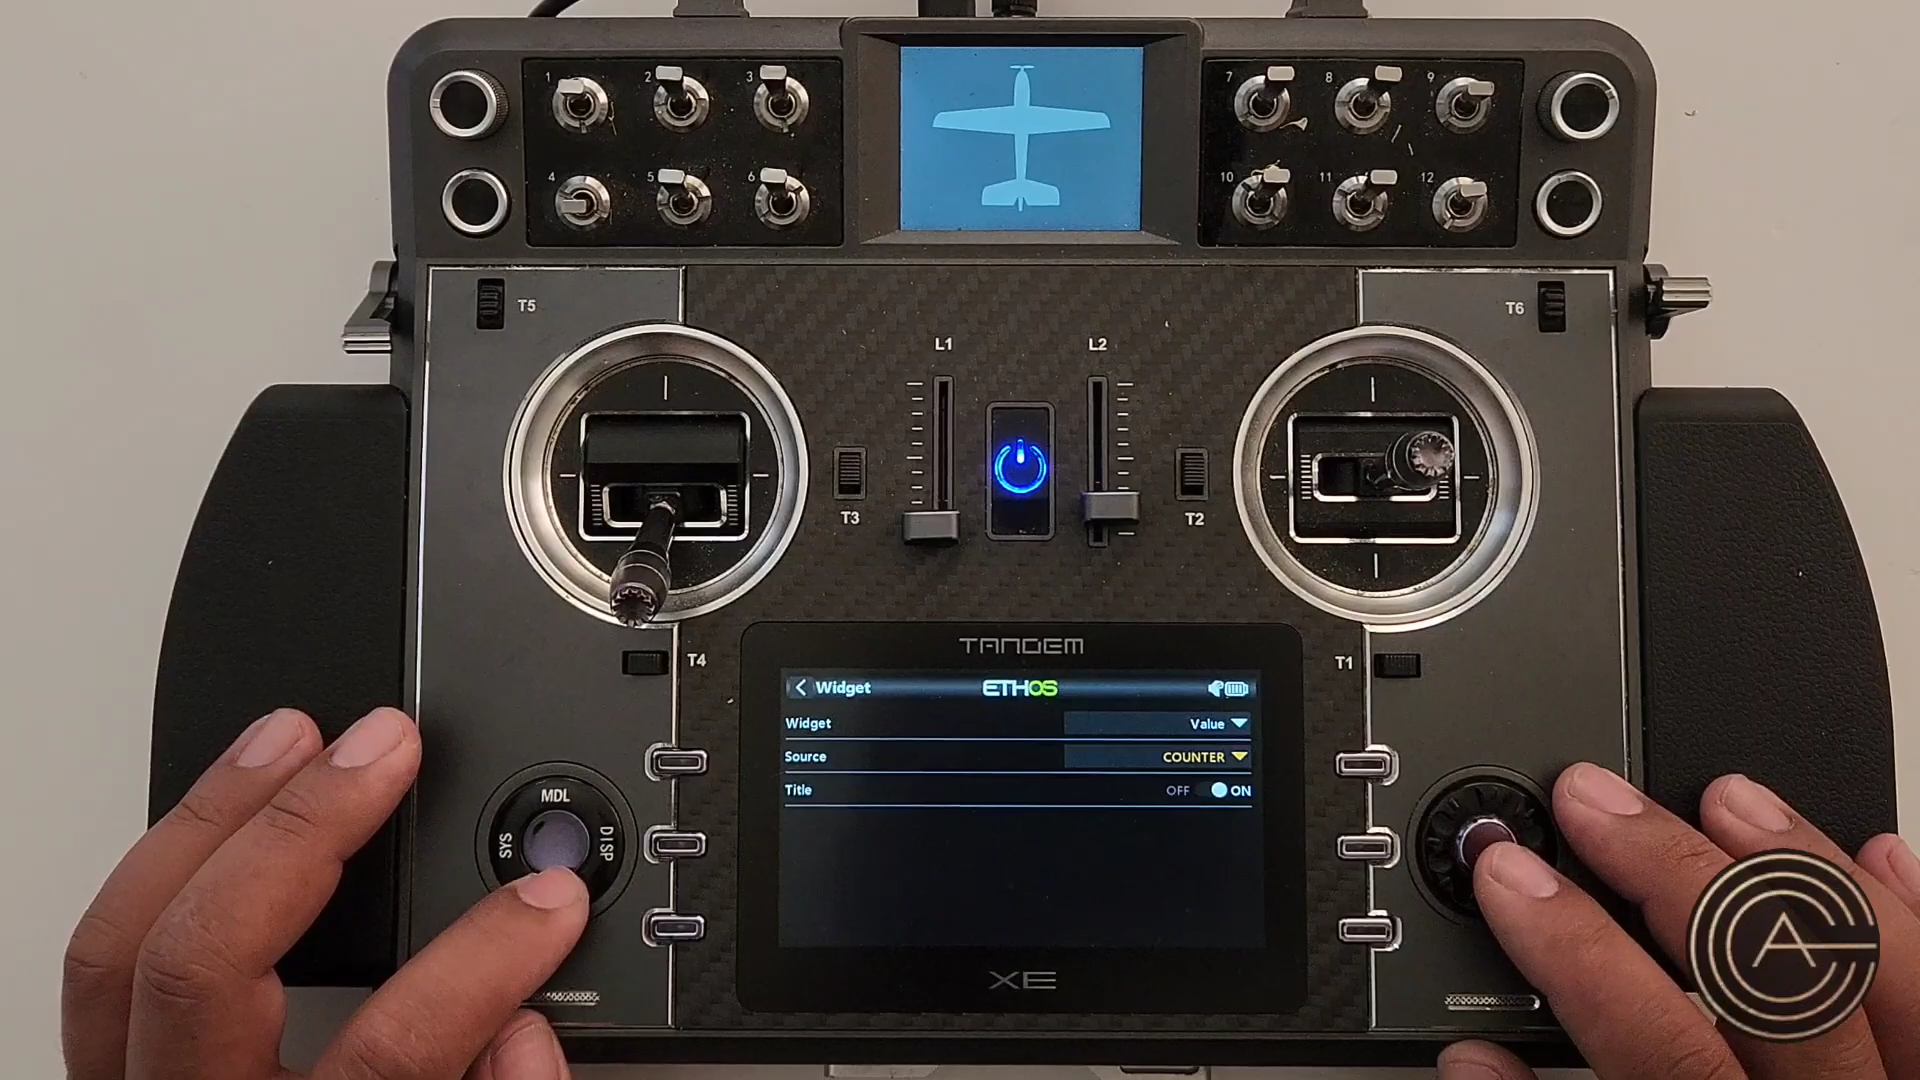 1 2 3
4 5 6
7 8 9
10 11 12
T5
T6
L1 L2
T3
T2
T4
T1
TANDEM
Widget ETHOS
Widget Value
Source COUNTER
Title OFF ON
MDL
SYS
DISP
XE